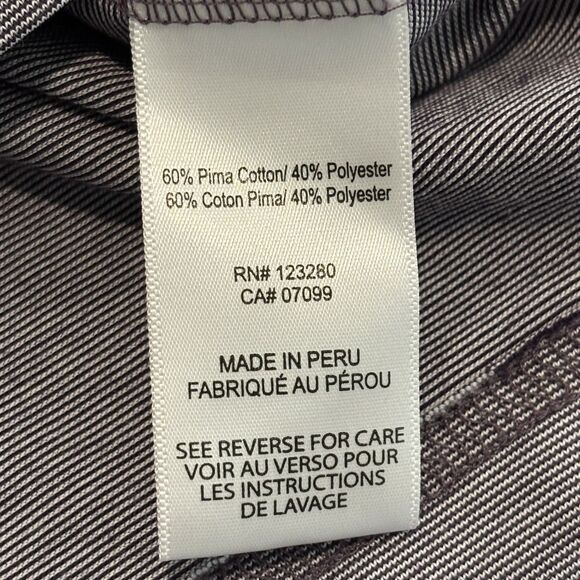 60% Pima Cotton/ 40% Polyester
60% Coton Pima/ 40% Polyester
RN# 123280
CA# 07099
MADE IN PERU
FABRIQUÉ AU PÉROU
SEE REVERSE FOR CARE
VOIR AU VERSO POUR
LES INSTRUCTIONS
DE LAVAGE